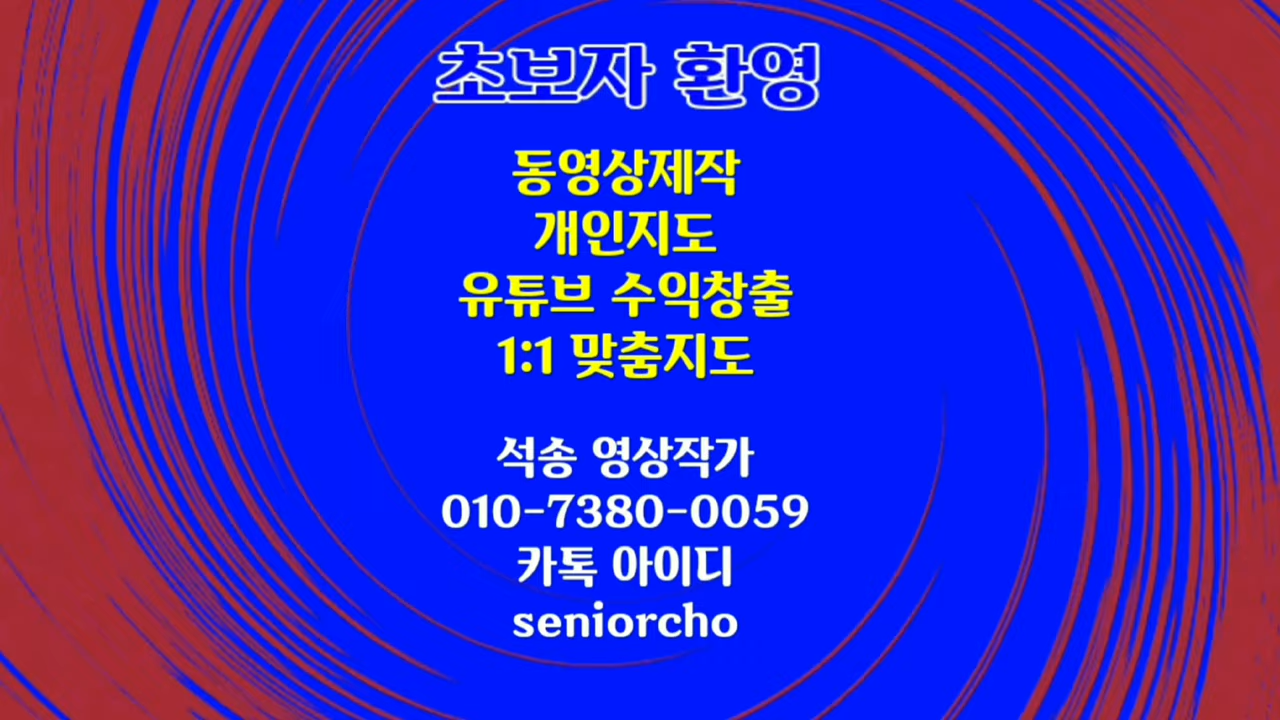 초보자 환영
동영상제작
개인지도
유튜브 수익창출
1:1 맞춤지도
석송 영상작가
010-7380-0059
카톡 아이디
seniorcho